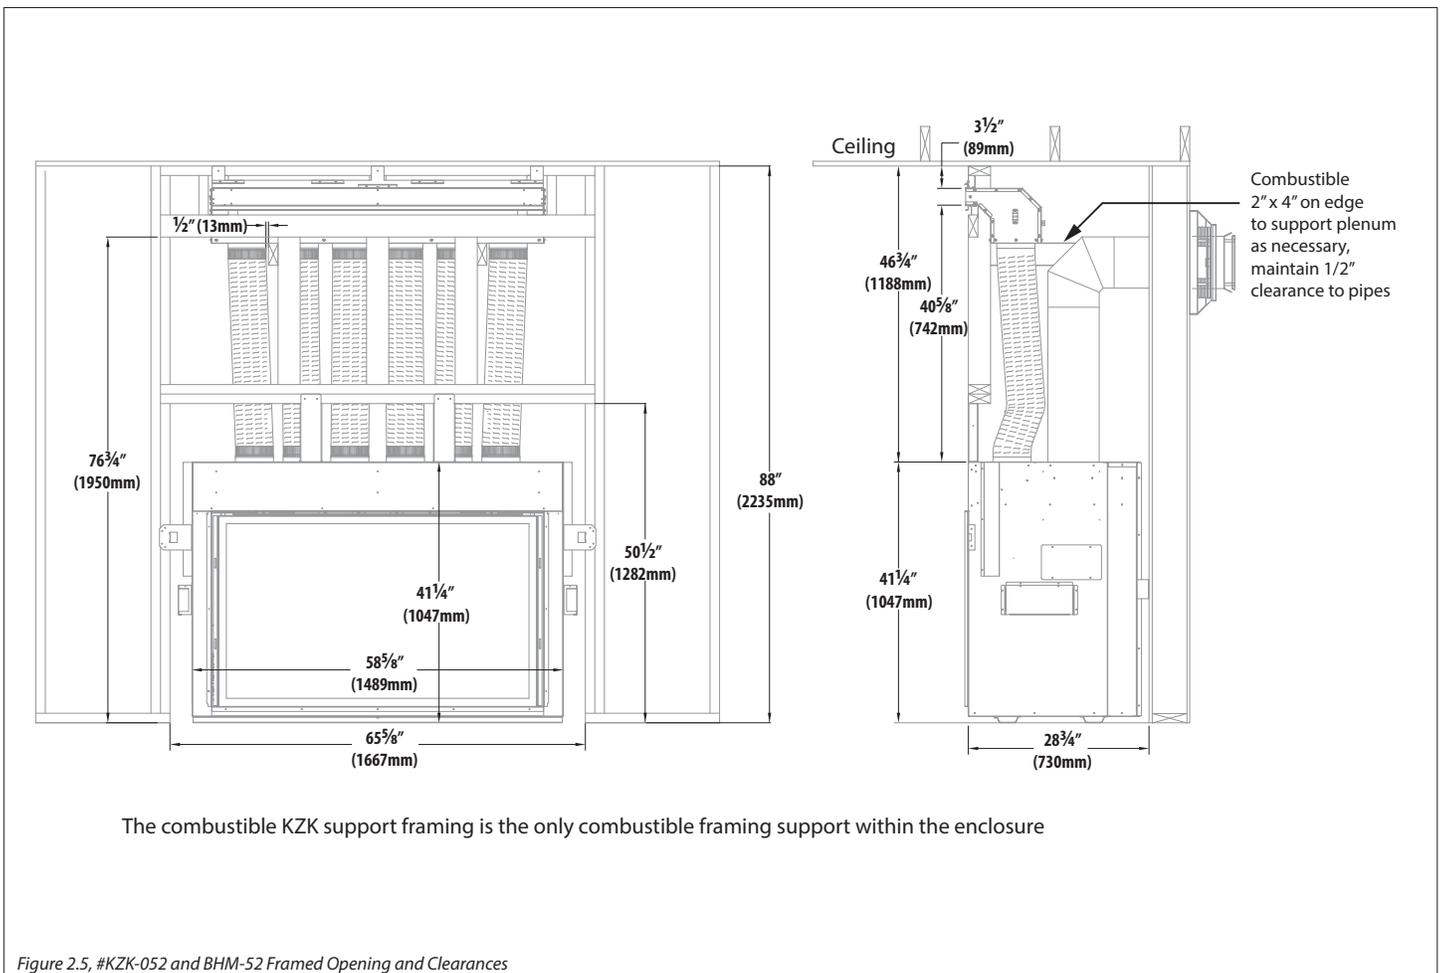 Ceiling
3½"
(89mm)
Combustible
2" x 4" on edge
to support plenum
as necessary,
maintain 1/2"
clearance to pipes
½" (13mm)
46¾"
(1188mm)
40⅝"
(742mm)
76¾"
(1950mm)
88"
(2235mm)
50½"
(1282mm)
41¼"
(1047mm)
41¼"
(1047mm)
58⅝"
(1489mm)
65⅝"
(1667mm)
28¾"
(730mm)
The combustible KZK support framing is the only combustible framing support within the enclosure
Figure 2.5, #KZK-052 and BHM-52 Framed Opening and Clearances